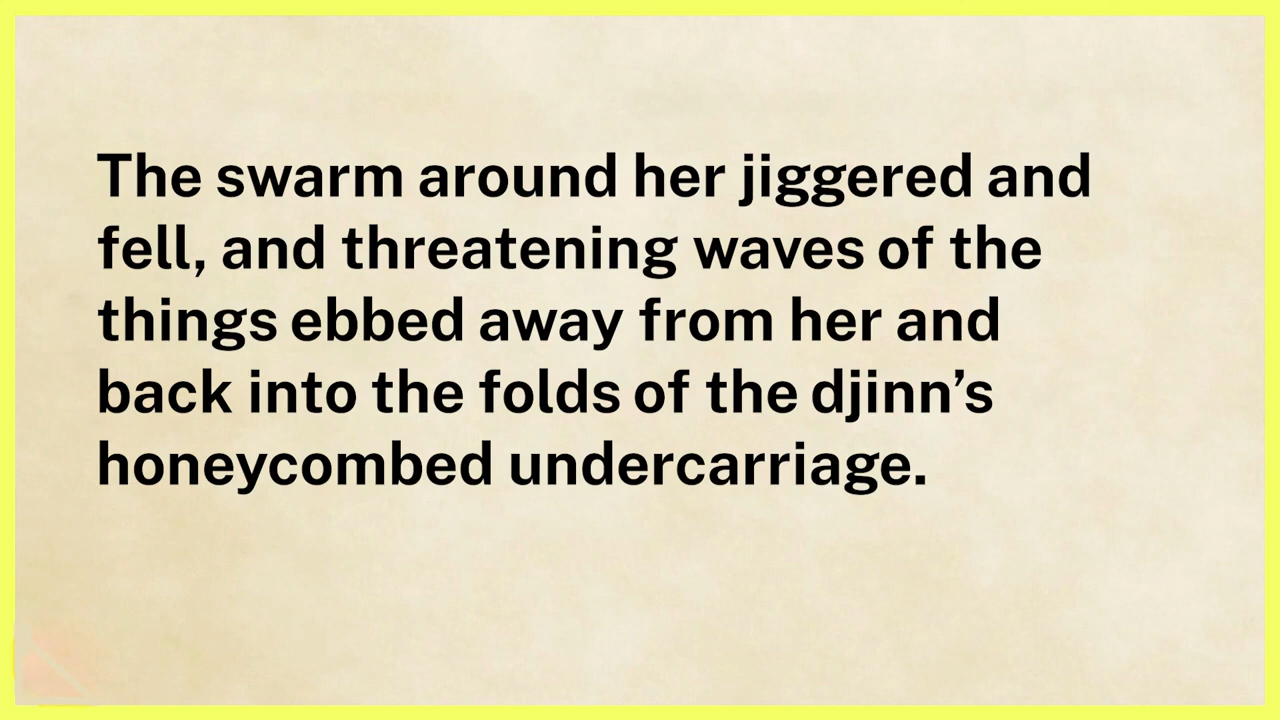 The swarm around her jiggered and
fell, and threatening waves of the
things ebbed away from her and
back into the folds of the djinn’s
honeycombed undercarriage.